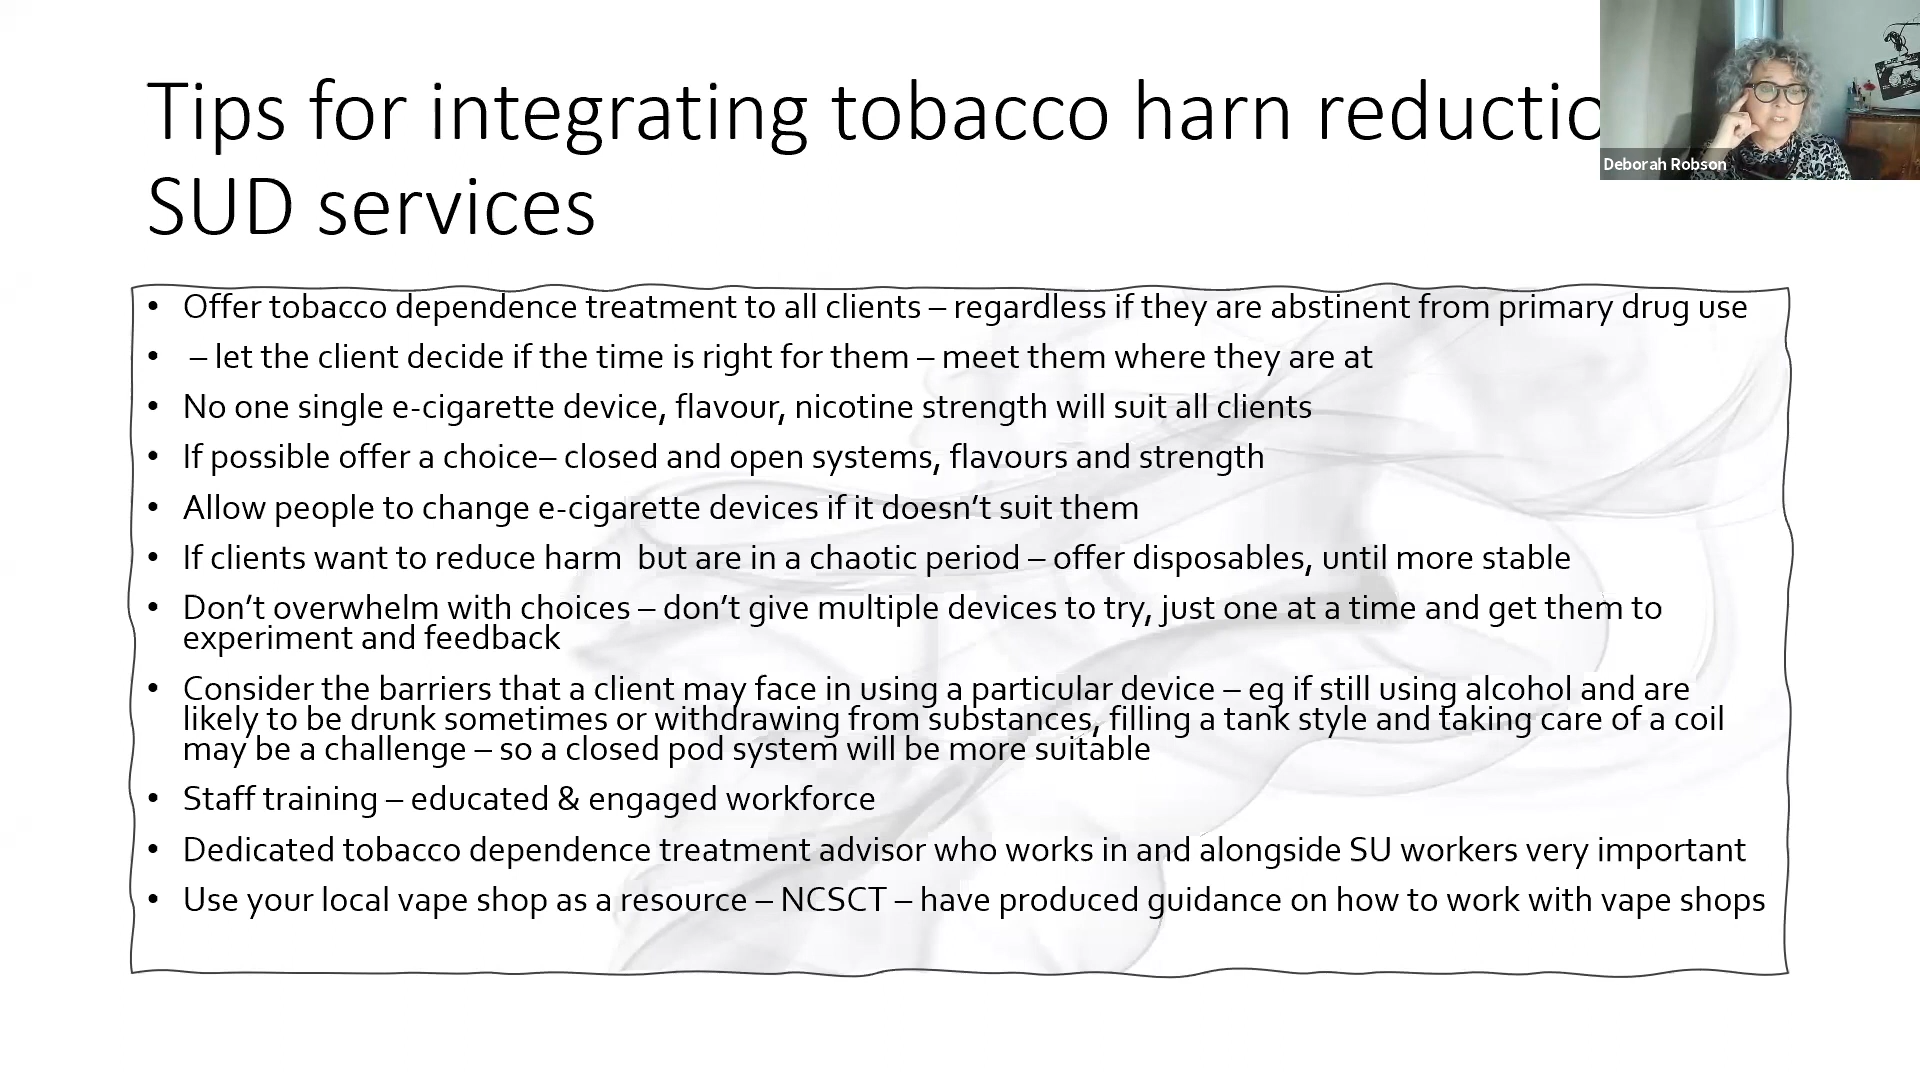 Tips for integrating tobacco harn reductio
SUD services
Deborah Robson
• Offer tobacco dependence treatment to all clients – regardless if they are abstinent from primary drug use
• – let the client decide if the time is right for them – meet them where they are at
• No one single e-cigarette device, flavour, nicotine strength will suit all clients
• If possible offer a choice– closed and open systems, flavours and strength
• Allow people to change e-cigarette devices if it doesn’t suit them
• If clients want to reduce harm  but are in a chaotic period – offer disposables, until more stable
• Don’t overwhelm with choices – don’t give multiple devices to try, just one at a time and get them to
experiment and feedback
• Consider the barriers that a client may face in using a particular device – eg if still using alcohol and are
likely to be drunk sometimes or withdrawing from substances, filling a tank style and taking care of a coil
may be a challenge – so a closed pod system will be more suitable
• Staff training – educated & engaged workforce
• Dedicated tobacco dependence treatment advisor who works in and alongside SU workers very important
• Use your local vape shop as a resource – NCSCT – have produced guidance on how to work with vape shops